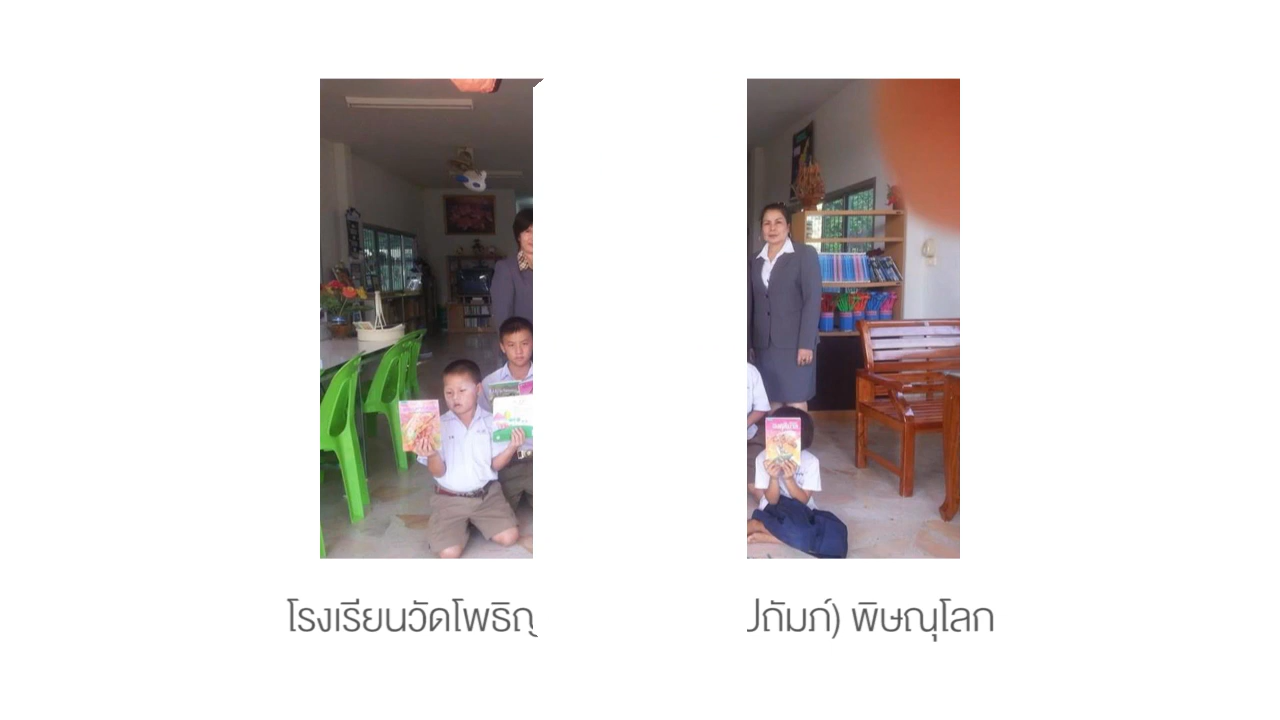 โรงเรียนวัดโพธิญ ปถัมภ์) พิษณุโลก